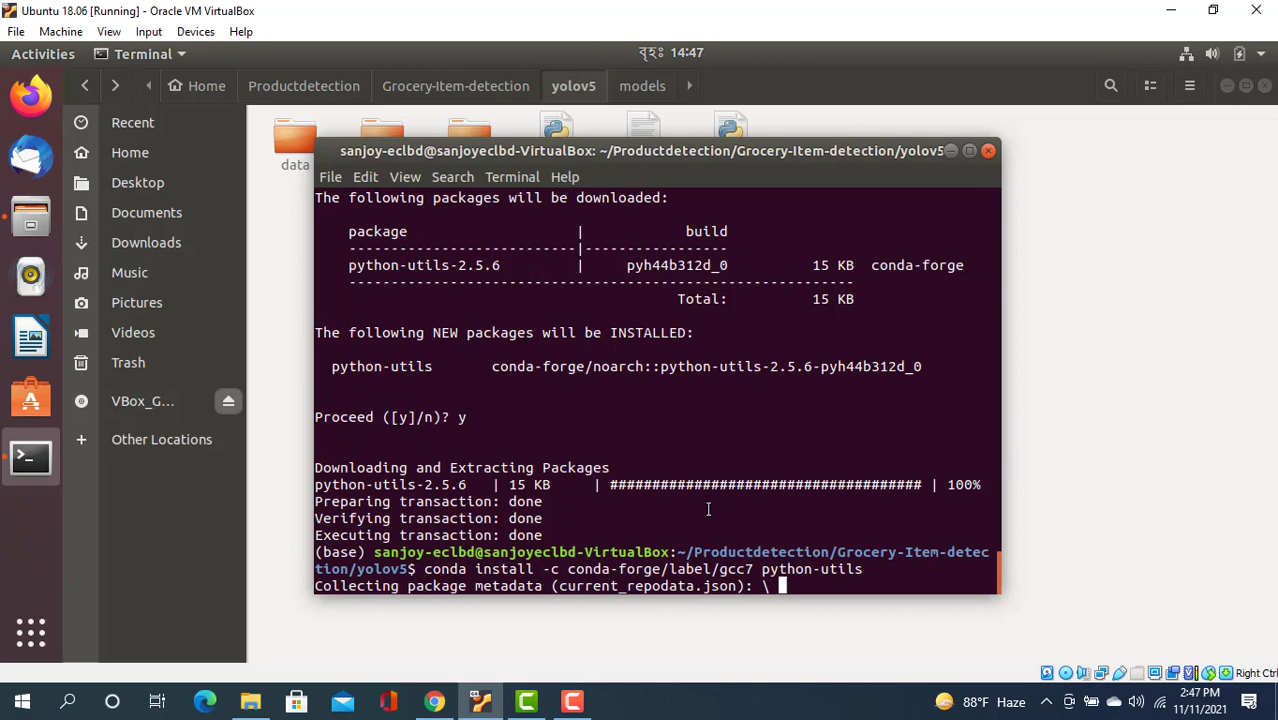 Ubuntu 18.06 [Running] - Oracle VM VirtualBox
File Machine View Input Devices Help
Activities Terminal বৃহঃ 14:47
Home Productdetection Grocery-Item-detection yolov5 models
Recent
Home
Desktop
Documents
Downloads
Music
Pictures
Videos
Trash
VBox_G...
Other Locations
data
sanjoy-eclbd@sanjoyeclbd-VirtualBox: ~/Productdetection/Grocery-Item-detection/yolov5
File Edit View Search Terminal Help
The following packages will be downloaded:
package | build
---------------------------|-----------------
python-utils-2.5.6 | pyh44b312d_0 15 KB conda-forge
------------------------------------------------------------
Total: 15 KB
The following NEW packages will be INSTALLED:
python-utils conda-forge/noarch::python-utils-2.5.6-pyh44b312d_0
Proceed ([y]/n)? y
Downloading and Extracting Packages
python-utils-2.5.6 | 15 KB | ##################################### | 100%
Preparing transaction: done
Verifying transaction: done
Executing transaction: done
(base) sanjoy-eclbd@sanjoyeclbd-VirtualBox:~/Productdetection/Grocery-Item-detec
tion/yolov5$ conda install -c conda-forge/label/gcc7 python-utils
Collecting package metadata (current_repodata.json): \
Right Ctrl
88°F Haze
2:47 PM
11/11/2021